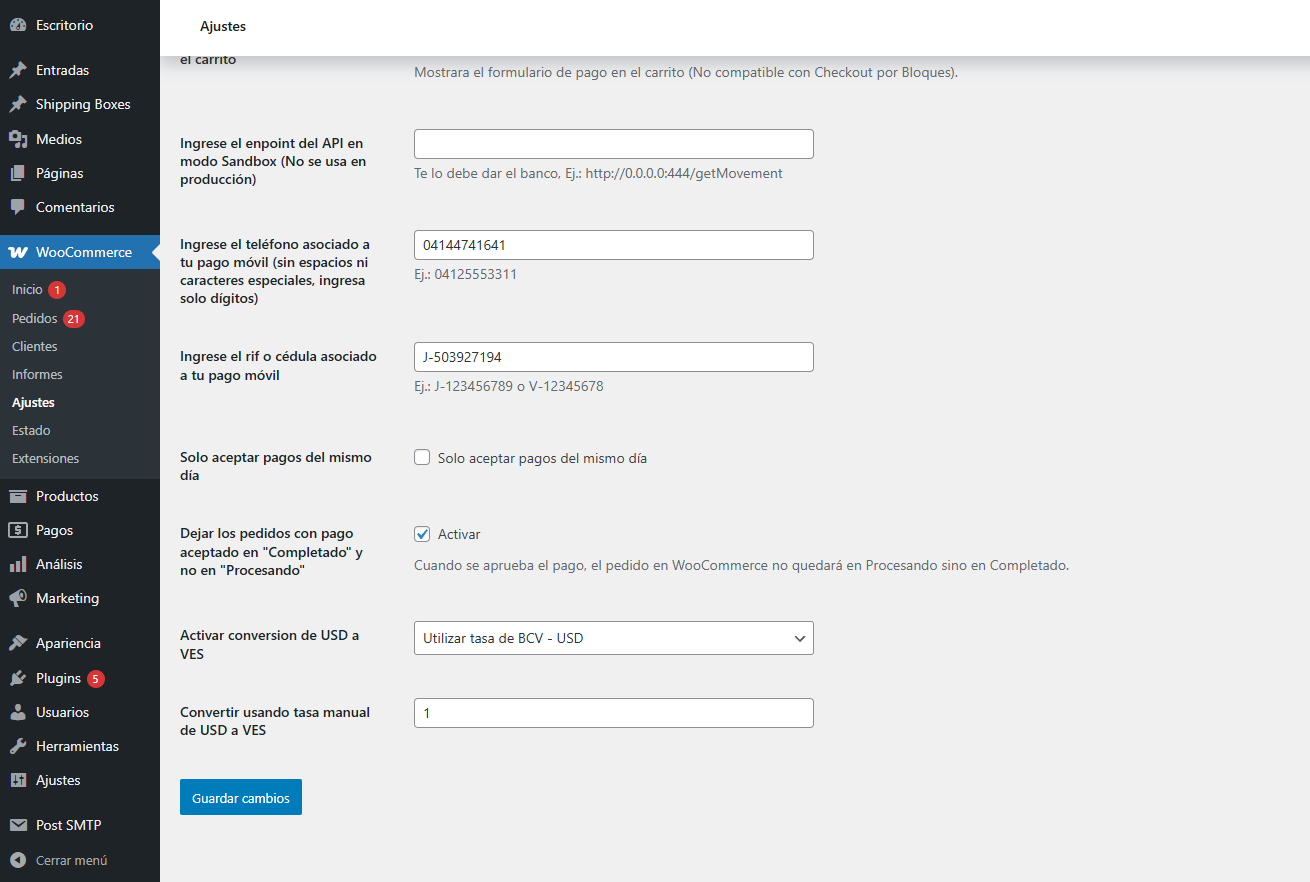 Escritorio
Entradas
Shipping Boxes
Medios
Páginas
Comentarios
WooCommerce
Inicio 1
Pedidos 21
Clientes
Informes
Ajustes
Estado
Extensiones
Productos
Pagos
Análisis
Marketing
Apariencia
Plugins 5
Usuarios
Herramientas
Ajustes
Post SMTP
Cerrar menú
Ajustes
el carrito
Mostrara el formulario de pago en el carrito (No compatible con Checkout por Bloques).
Ingrese el enpoint del API en
modo Sandbox (No se usa en
producción)
Te lo debe dar el banco, Ej.: http://0.0.0.0:444/getMovement
Ingrese el teléfono asociado a
tu pago móvil (sin espacios ni
caracteres especiales, ingresa
solo dígitos)
04144741641
Ej.: 04125553311
Ingrese el rif o cédula asociado
a tu pago móvil
J-503927194
Ej.: J-123456789 o V-12345678
Solo aceptar pagos del mismo
día
Solo aceptar pagos del mismo día
Dejar los pedidos con pago
aceptado en "Completado" y
no en "Procesando"
Activar
Cuando se aprueba el pago, el pedido en WooCommerce no quedará en Procesando sino en Completado.
Activar conversion de USD a
VES
Utilizar tasa de BCV - USD
Convertir usando tasa manual
de USD a VES
1
Guardar cambios